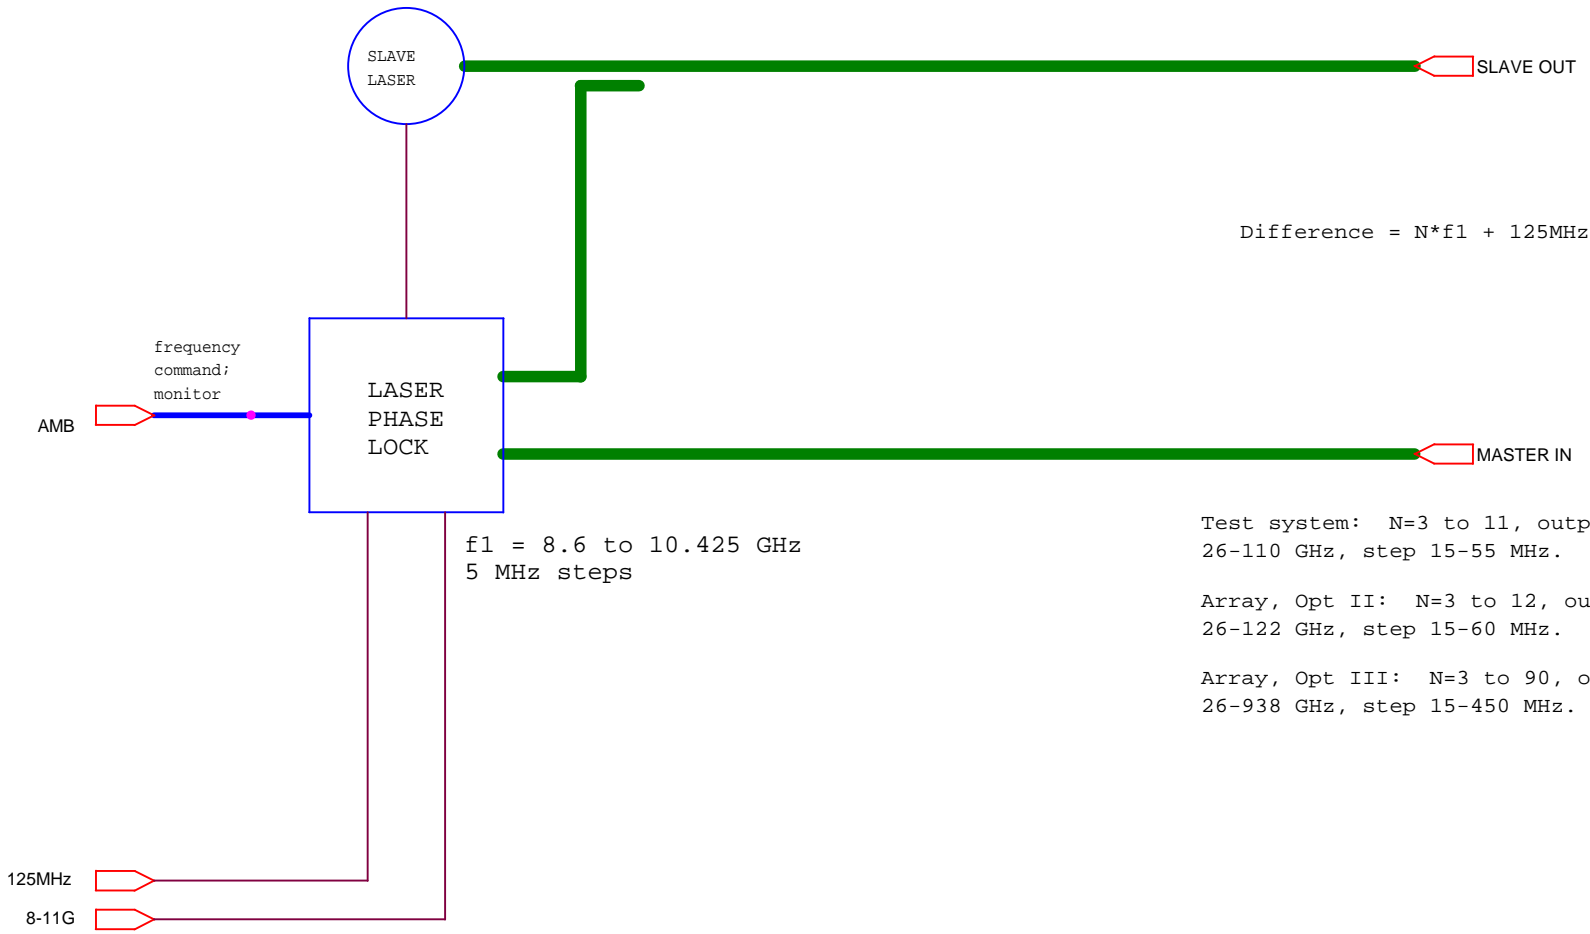 SLAVE
LASER
SLAVE OUT
Difference = N*f1 + 125MHz
frequency
command;
monitor
AMB
LASER
PHASE
LOCK
MASTER IN
f1 = 8.6 to 10.425 GHz
5 MHz steps
Test system:  N=3 to 11, outp
26-110 GHz, step 15-55 MHz.
Array, Opt II:  N=3 to 12, ou
26-122 GHz, step 15-60 MHz.
Array, Opt III:  N=3 to 90, o
26-938 GHz, step 15-450 MHz.
125MHz
8-11G